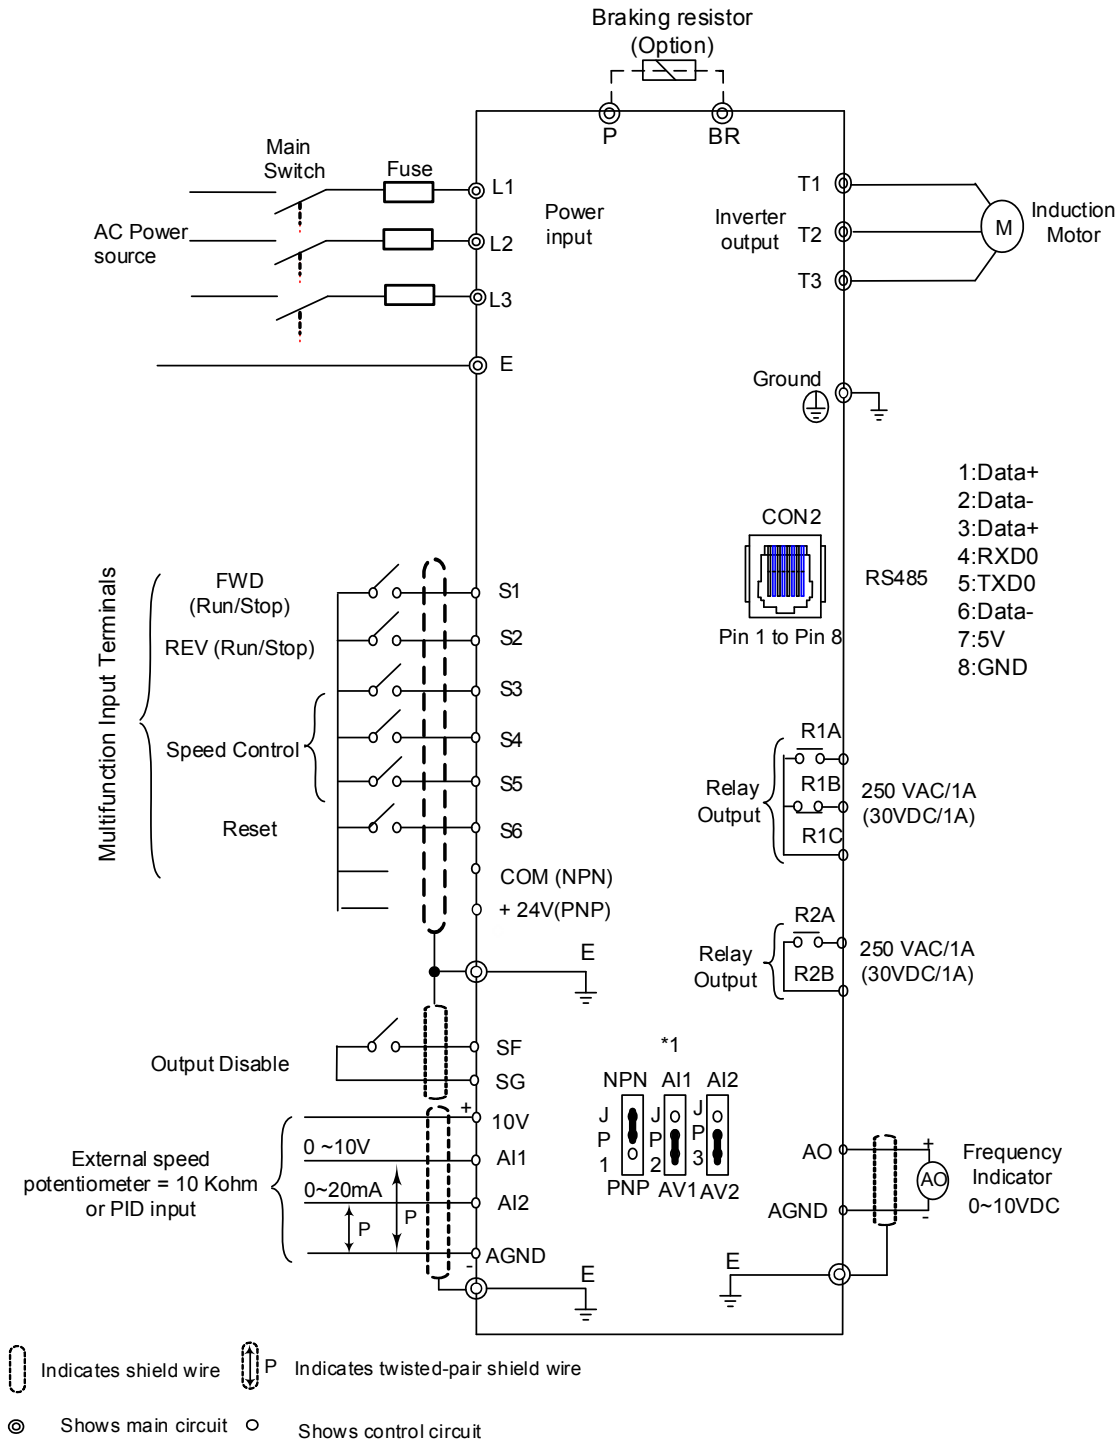 Braking resistor
(Option)
P
BR
Main
Switch
Fuse
L1
L2
L3
E
AC Power
source
Power
input
Inverter
output
T1
T2
T3
M
Induction
Motor
Ground
CON2
RS485
Pin 1 to Pin 8
1:Data+
2:Data-
3:Data+
4:RXD0
5:TXD0
6:Data-
7:5V
8:GND
Multifunction Input Terminals
FWD
(Run/Stop)
REV (Run/Stop)
Speed Control
Reset
S1
S2
S3
S4
S5
S6
COM (NPN)
+ 24V(PNP)
E
R1A
R1B
R1C
Relay
Output
250 VAC/1A
(30VDC/1A)
R2A
R2B
Relay
Output
250 VAC/1A
(30VDC/1A)
Output Disable
SF
SG
*1
NPN AI1 AI2
JP1
JP2
JP3
PNP AV1 AV2
+
10V
0 ~10V
AI1
0~20mA
AI2
P
P
AGND
-
External speed
potentiometer = 10 Kohm
or PID input
E
AO
AGND
+
AO
-
Frequency
Indicator
0~10VDC
E
Indicates shield wire
P
Indicates twisted-pair shield wire
Shows main circuit
Shows control circuit